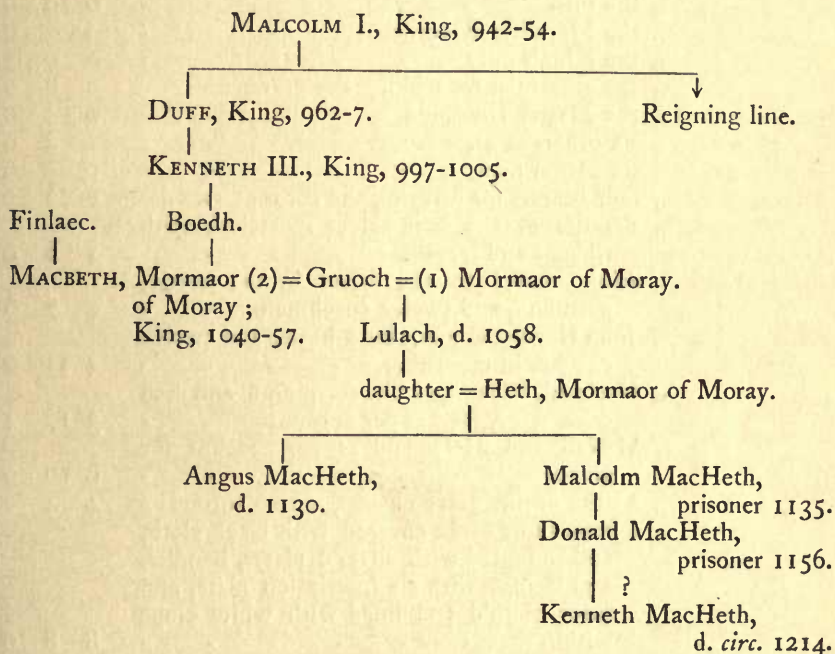 MALCOLM I., King, 942-54.
DUFF, King, 962-7. Reigning line.
KENNETH III., King, 997-1005.
Finlaec. Boedh.
MACBETH, Mormaor (2) = Gruoch = (1) Mormaor of Moray.
of Moray ;
King, 1040-57. Lulach, d. 1058.
daughter = Heth, Mormaor of Moray.
Angus MacHeth, Malcolm MacHeth,
d. 1130. prisoner 1135.
Donald MacHeth,
prisoner 1156.
?
Kenneth MacHeth,
d. circ. 1214.